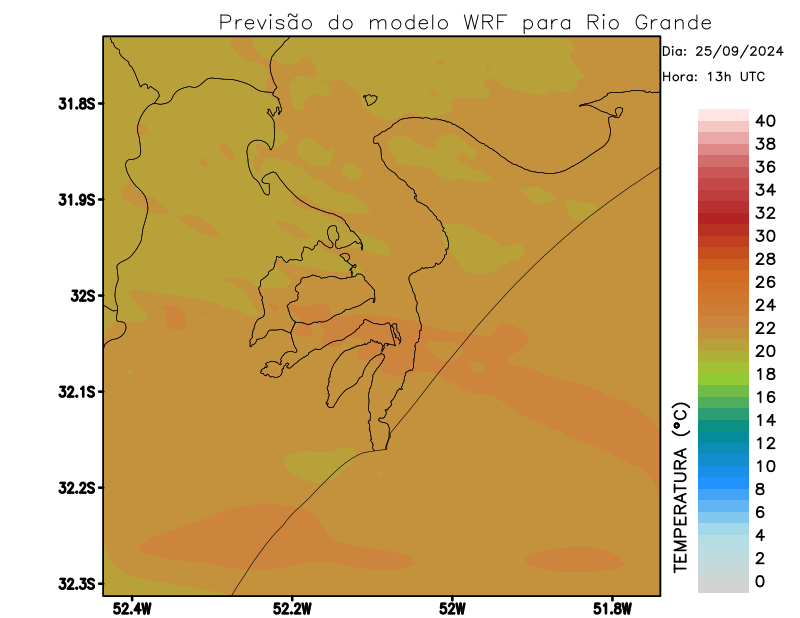 Previsão do modelo WRF para Rio Grande
Dia: 25/09/2024
Hora: 13h UTC
31.8S
31.9S
32S
32.1S
32.2S
32.3S
52.4W
52.2W
52W
51.8W
TEMPERATURA (°C)
40
38
36
34
32
30
28
26
24
22
20
18
16
14
12
10
8
6
4
2
0